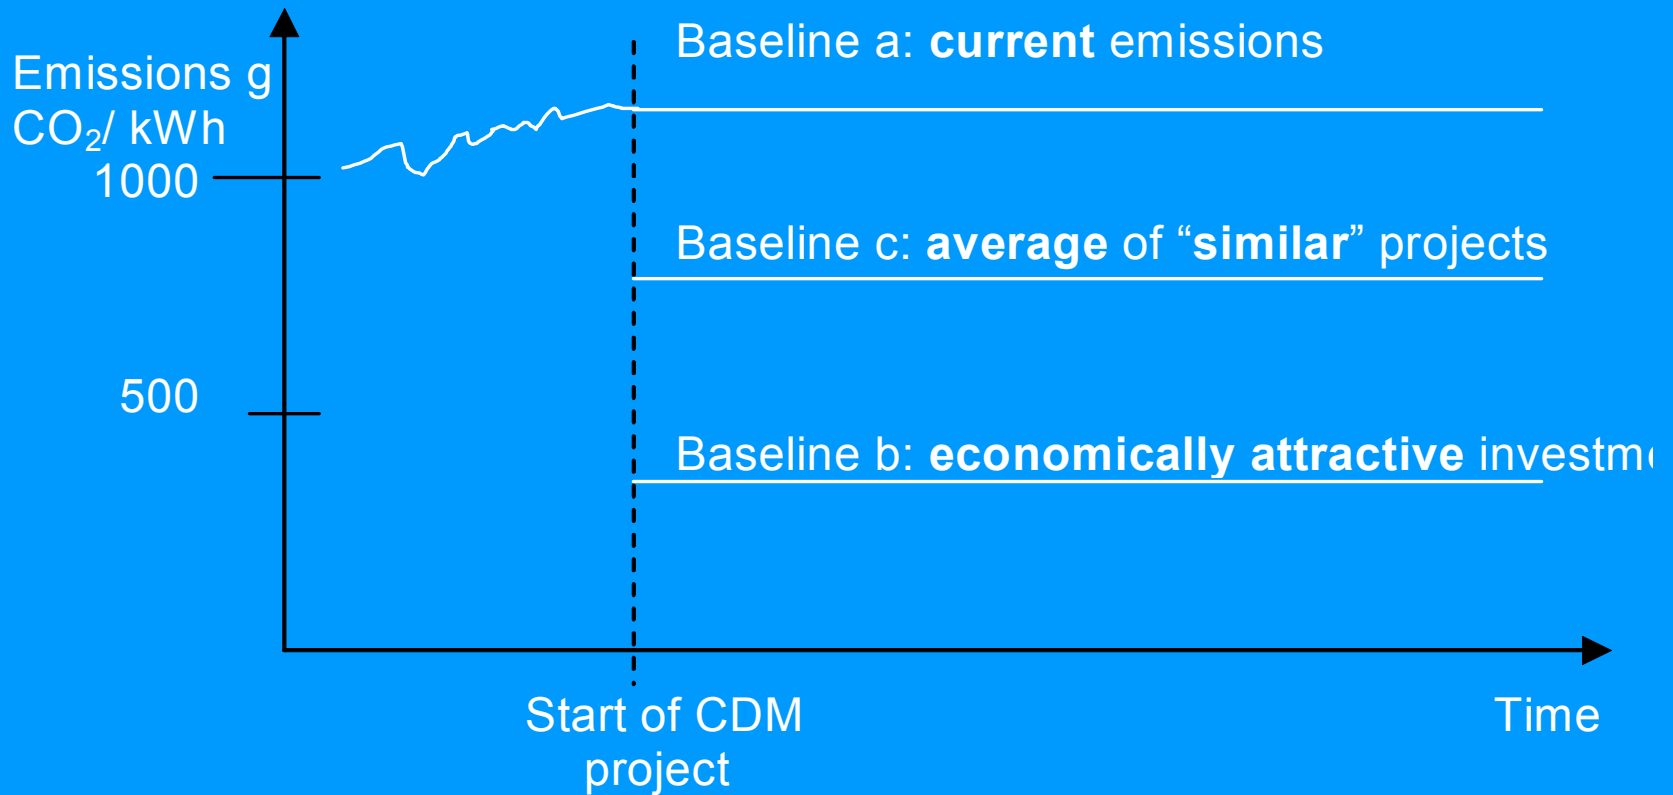 Baseline a: current emissions
Emissions g
CO₂/ kWh
1000
Baseline c: average of “similar” projects
500
Baseline b: economically attractive
Start of CDM
project
Time